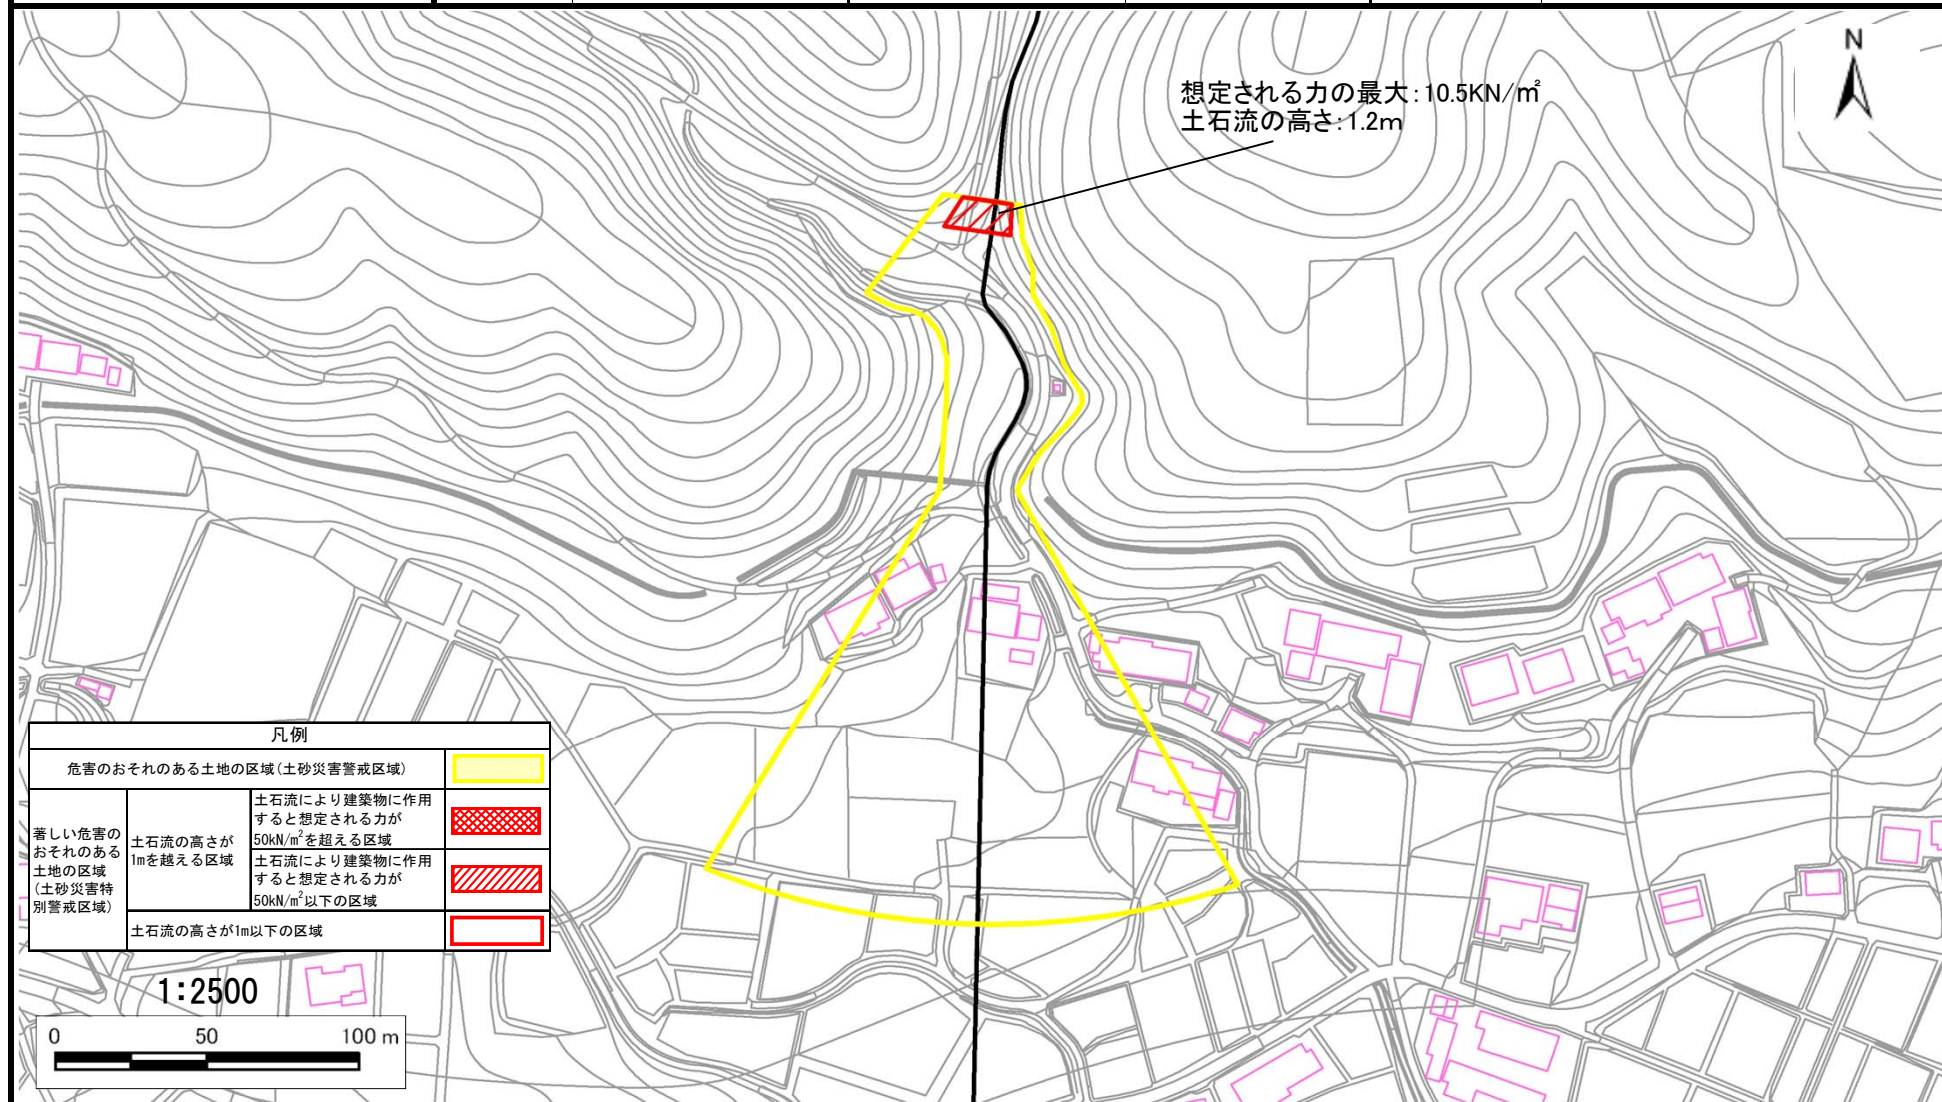 N
想定される力の最大:10.5KN/㎡
土石流の高さ:1.2m
凡例
危害のおそれのある土地の区域(土砂災害警戒区域)
著しい危害の
おそれのある
土地の区域
(土砂災害特
別警戒区域)
土石流の高さが
1mを越える区域
土石流により建築物に作用
すると想定される力が
50kN/m²を超える区域
土石流により建築物に作用
すると想定される力が
50kN/m²以下の区域
土石流の高さが1m以下の区域
1:2500
0 50 100 m